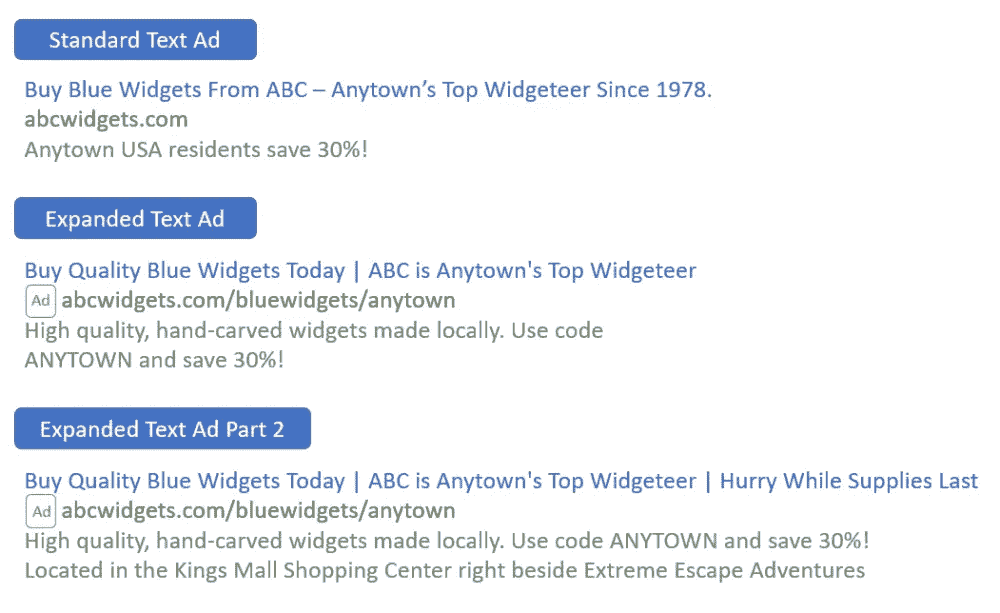 Standard Text Ad
Buy Blue Widgets From ABC – Anytown’s Top Widgeteer Since 1978.
abcwidgets.com
Anytown USA residents save 30%!
Expanded Text Ad
Buy Quality Blue Widgets Today | ABC is Anytown's Top Widgeteer
Ad abcwidgets.com/bluewidgets/anytown
High quality, hand-carved widgets made locally. Use code
ANYTOWN and save 30%!
Expanded Text Ad Part 2
Buy Quality Blue Widgets Today | ABC is Anytown's Top Widgeteer | Hurry While Supplies Last
Ad abcwidgets.com/bluewidgets/anytown
High quality, hand-carved widgets made locally. Use code ANYTOWN and save 30%!
Located in the Kings Mall Shopping Center right beside Extreme Escape Adventures